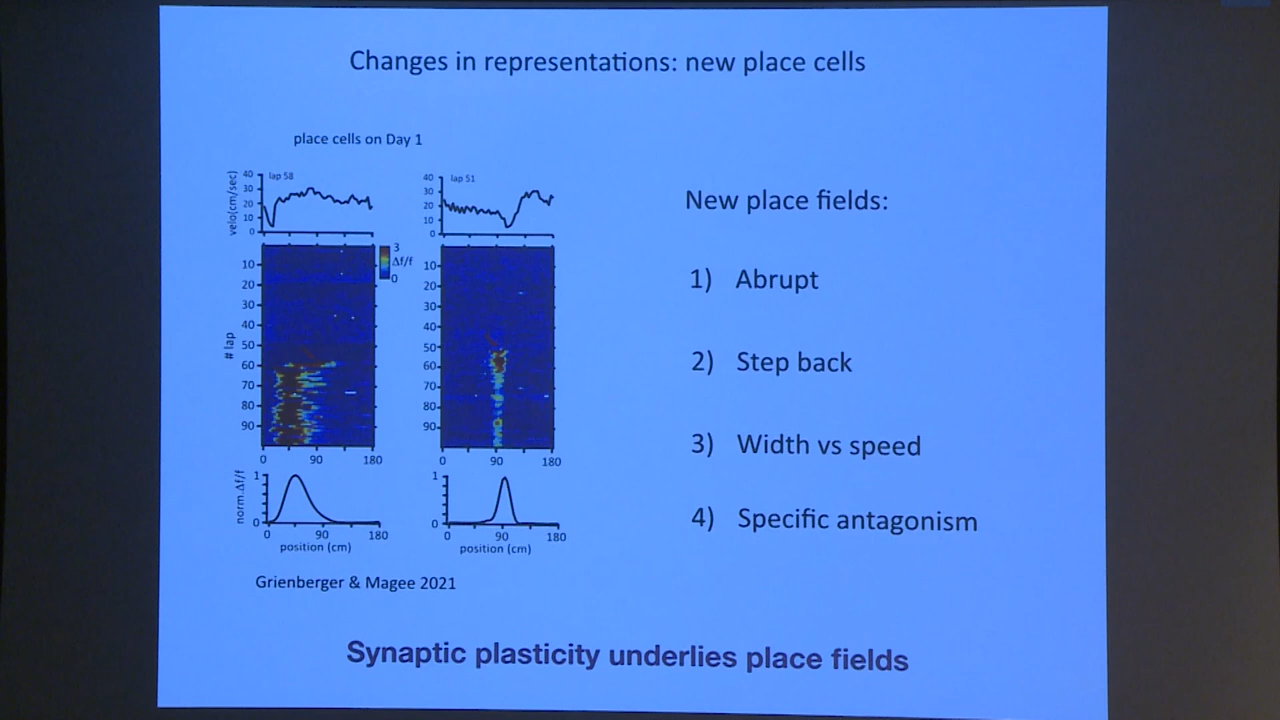 Changes in representations: new place cells
place cells on Day 1
velo(cm/sec)
40
30
20
10
0
lap 58
40
30
20
10
0
lap 51
3
Δf/f
0
# lap
10
20
30
40
50
60
70
80
90
0 90 180
10
20
30
40
50
60
70
80
90
0 90 180
norm.Δf/f
1
0
0 90 180
position (cm)
1
0
0 90 180
position (cm)
Grienberger & Magee 2021
New place fields:
1) Abrupt
2) Step back
3) Width vs speed
4) Specific antagonism
Synaptic plasticity underlies place fields